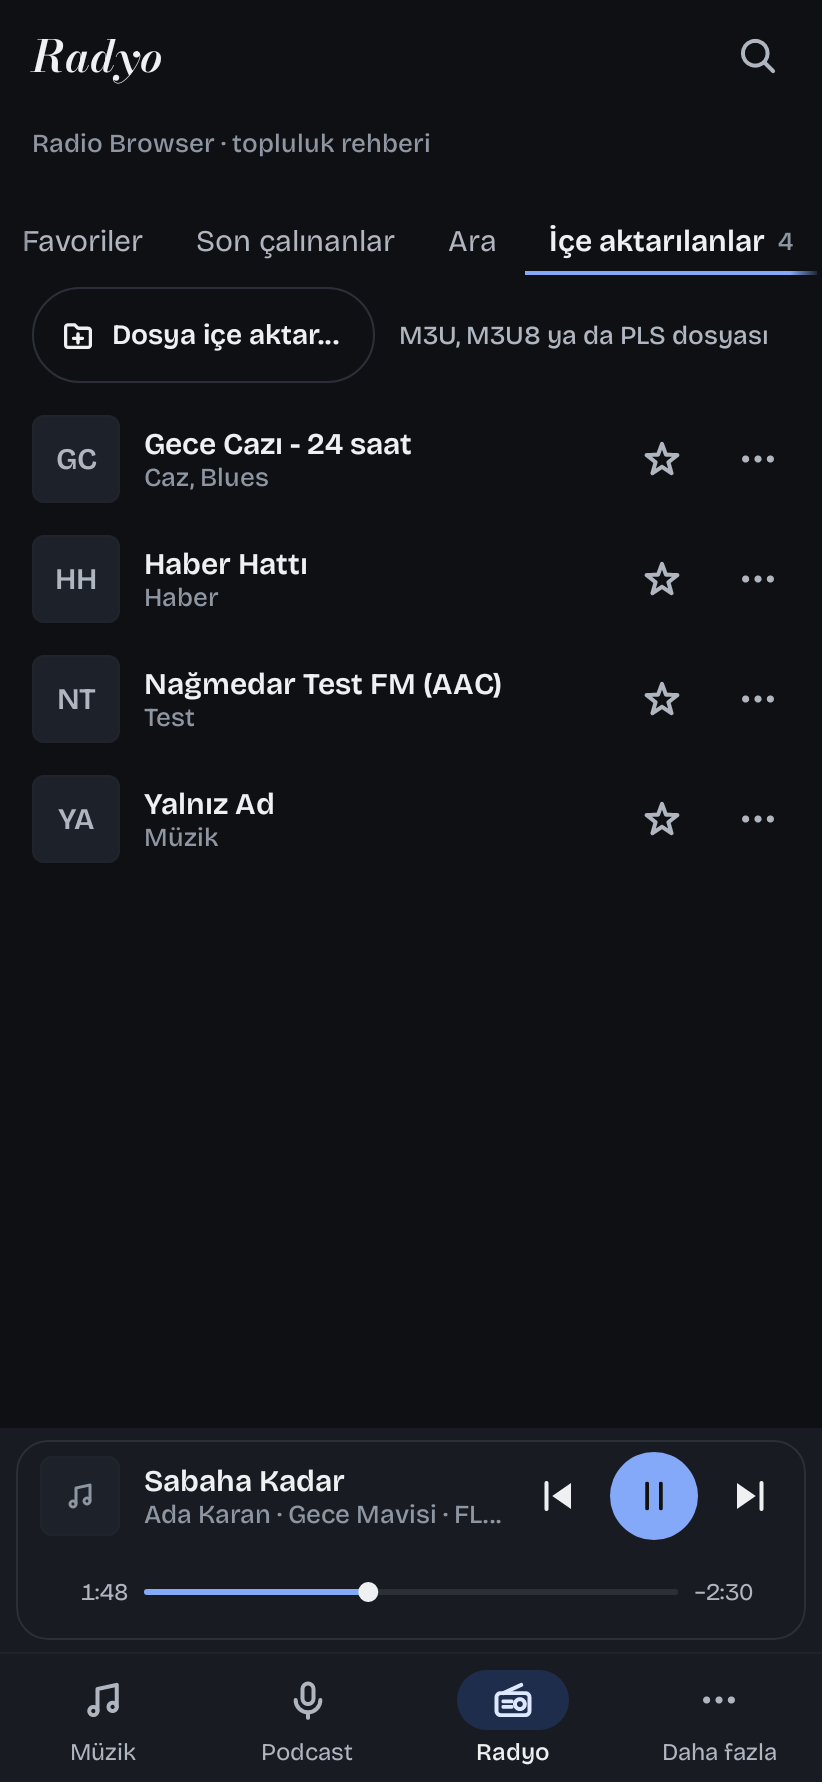 Radyo
Radio Browser · topluluk rehberi
Favoriler Son çalınanlar Ara İçe aktarılanlar 4
Dosya içe aktar... M3U, M3U8 ya da PLS dosyası
GC
Gece Cazı - 24 saat
Caz, Blues
HH
Haber Hattı
Haber
NT
Nağmedar Test FM (AAC)
Test
YA
Yalnız Ad
Müzik
Sabaha Kadar
Ada Karan · Gece Mavisi · FL...
1:48 −2:30
Müzik Podcast Radyo Daha fazla